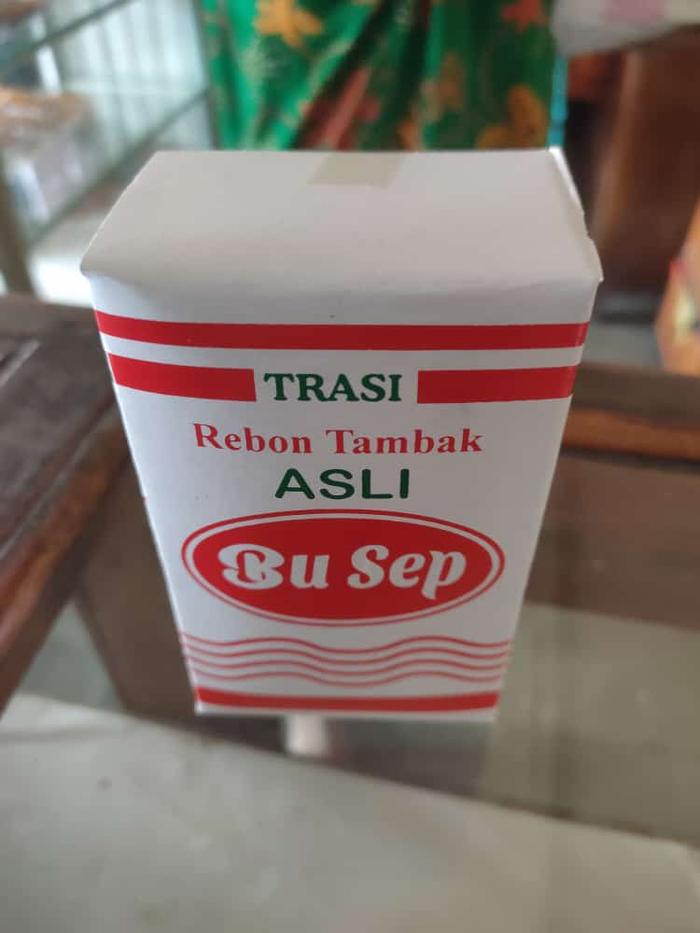 TRASI
Rebon Tambak
ASLI
Bu Sep